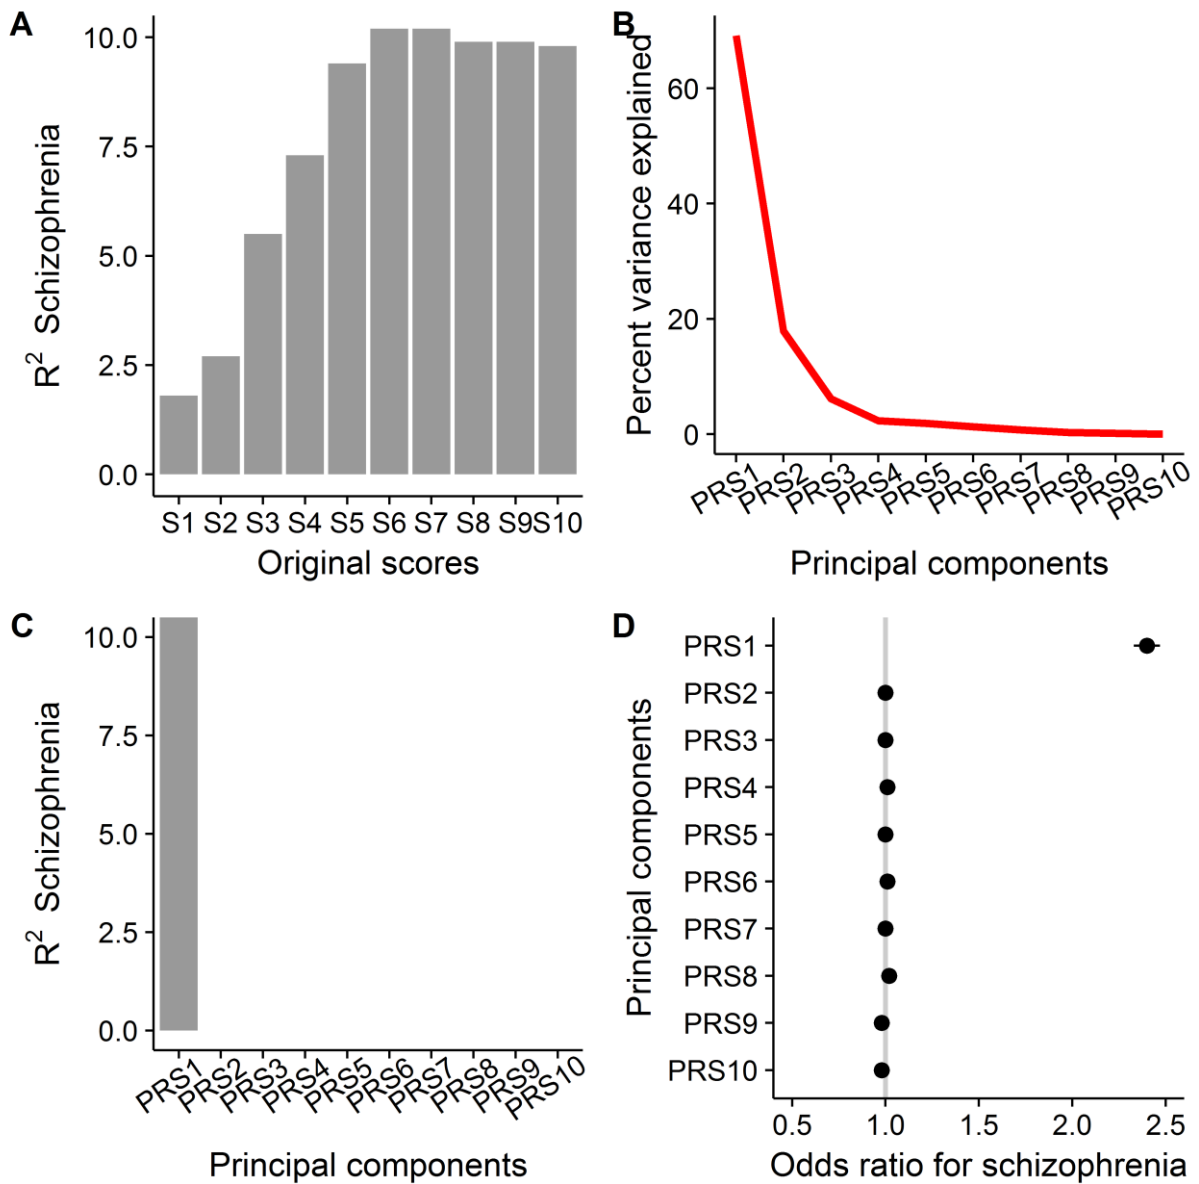 A
R² Schizophrenia
10.0
7.5
5.0
2.5
0.0
S1 S2 S3 S4 S5 S6 S7 S8 S9 S10
Original scores
B
Percent variance explained
60
40
20
0
PRS1 PRS2 PRS3 PRS4 PRS5 PRS6 PRS7 PRS8 PRS9 PRS10
Principal components
C
R² Schizophrenia
10.0
7.5
5.0
2.5
0.0
PRS1 PRS2 PRS3 PRS4 PRS5 PRS6 PRS7 PRS8 PRS9 PRS10
Principal components
D
Principal components
PRS1
PRS2
PRS3
PRS4
PRS5
PRS6
PRS7
PRS8
PRS9
PRS10
0.5 1.0 1.5 2.0 2.5
Odds ratio for schizophrenia